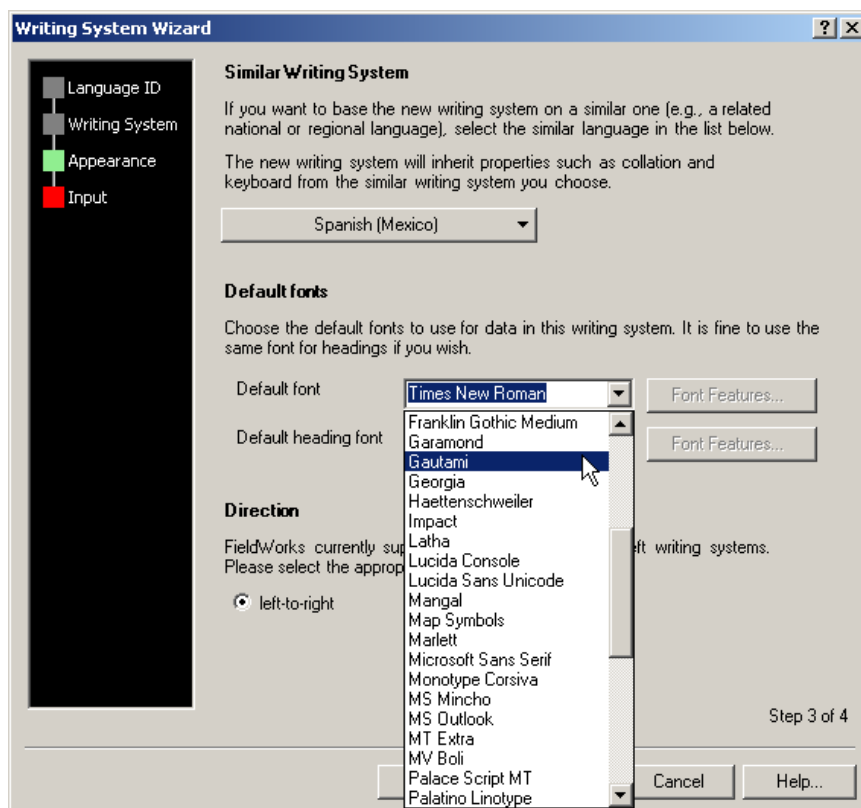 Writing System Wizard
Language ID
Writing System
Appearance
Input
Similar Writing System
If you want to base the new writing system on a similar one (e.g., a related
national or regional language), select the similar language in the list below.
The new writing system will inherit properties such as collation and
keyboard from the similar writing system you choose.
Spanish (Mexico)
Default fonts
Choose the default fonts to use for data in this writing system. It is fine to use the
same font for headings if you wish.
Default font
Times New Roman
Font Features...
Default heading font
Font Features...
Franklin Gothic Medium
Garamond
Gautami
Georgia
Haettenschweiler
Impact
Latha
Lucida Console
Lucida Sans Unicode
Mangal
Map Symbols
Marlett
Microsoft Sans Serif
Monotype Corsiva
MS Mincho
MS Outlook
MT Extra
MV Boli
Palace Script MT
Palatino Linotype
Direction
FieldWorks currently writing systems.
Please select the
left-to-right
Step 3 of 4
Cancel
Help...